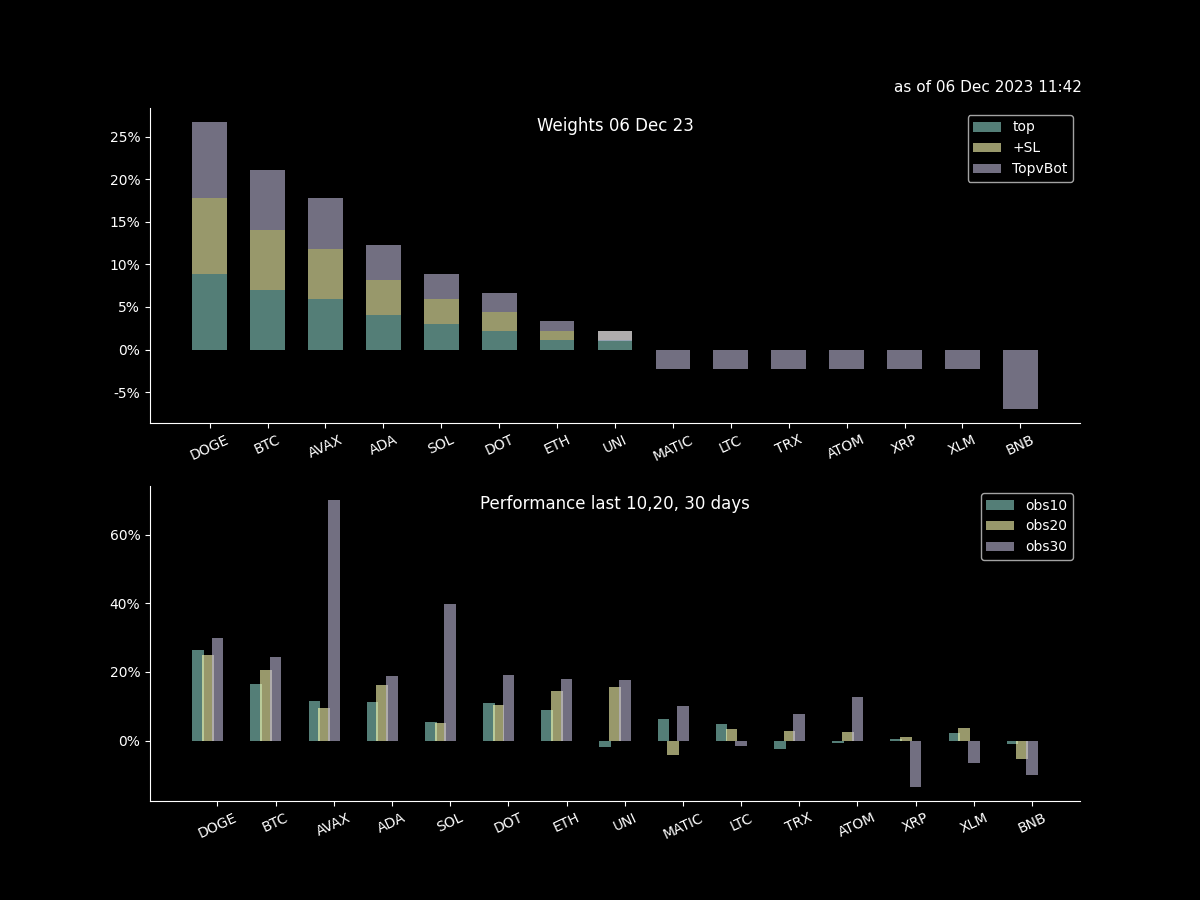 as of 06 Dec 2023 11:42
Weights 06 Dec 23
top
+SL
TopvBot
25%
20%
15%
10%
5%
0%
-5%
DOGE BTC AVAX ADA SOL DOT ETH UNI MATIC LTC TRX ATOM XRP XLM BNB
Performance last 10,20, 30 days
obs10
obs20
obs30
60%
40%
20%
0%
DOGE BTC AVAX ADA SOL DOT ETH UNI MATIC LTC TRX ATOM XRP XLM BNB